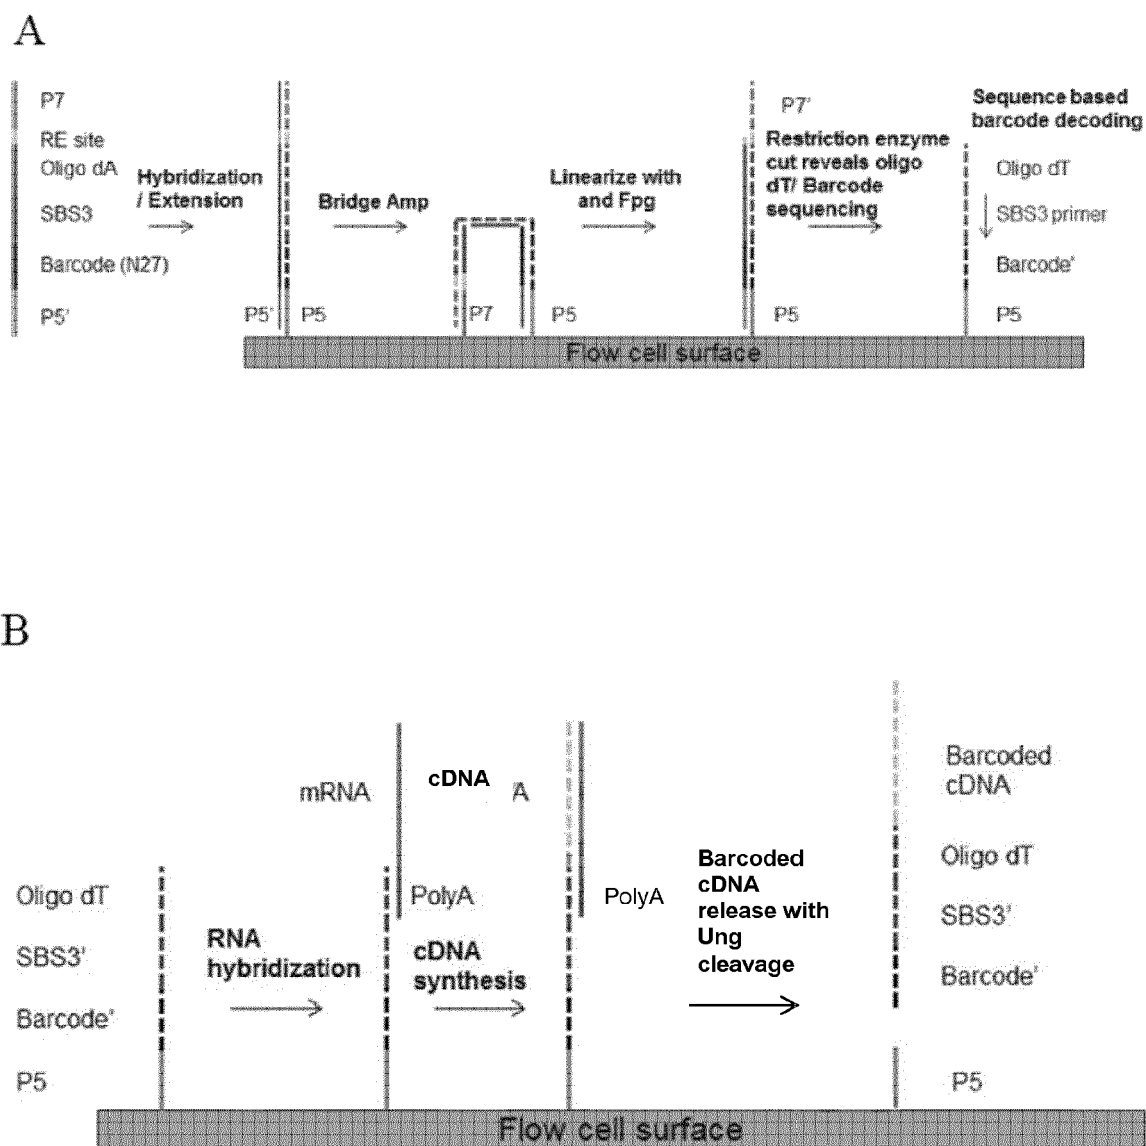 A
P7
RE site
Oligo dA
SBS3
Barcode (N27)
P5'
Hybridization
/ Extension
P5'
P5
Bridge Amp
P7
P5
Linearize with
and Fpg
P7'
Restriction enzyme
cut reveals oligo
dT/ Barcode
sequencing
P5
Sequence based
barcode decoding
Oligo dT
SBS3 primer
Barcode'
P5
Flow cell surface
B
Oligo dT
SBS3'
Barcode'
P5
RNA
hybridization
mRNA
PolyA
cDNA
A
cDNA
synthesis
PolyA
Barcoded
cDNA
release with
Ung
cleavage
Barcoded
cDNA
Oligo dT
SBS3'
Barcode'
P5
Flow cell surface